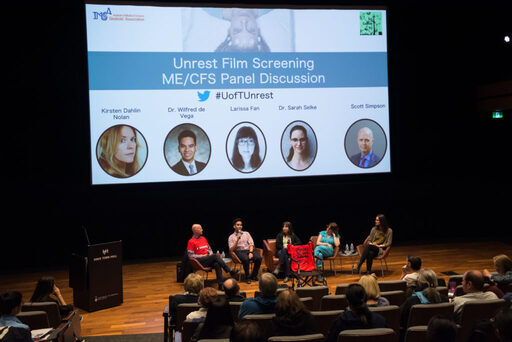 Unrest Film Screening
ME/CFS Panel Discussion
#UofTUnrest
Kirsten Dahlin
Nolan
Dr. Wilfred de
Vega
Larissa Fan
Dr. Sarah Selke
Scott Simpson